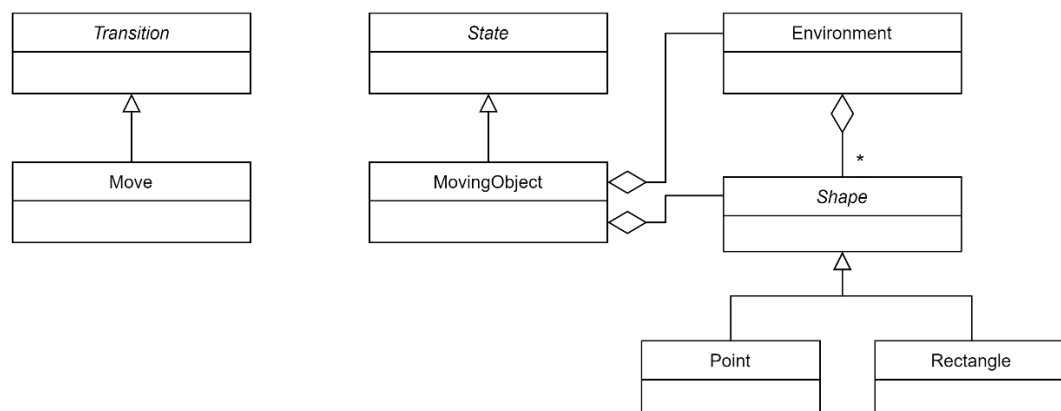 Transition
State
Environment
*
Move
MovingObject
Shape
Point
Rectangle